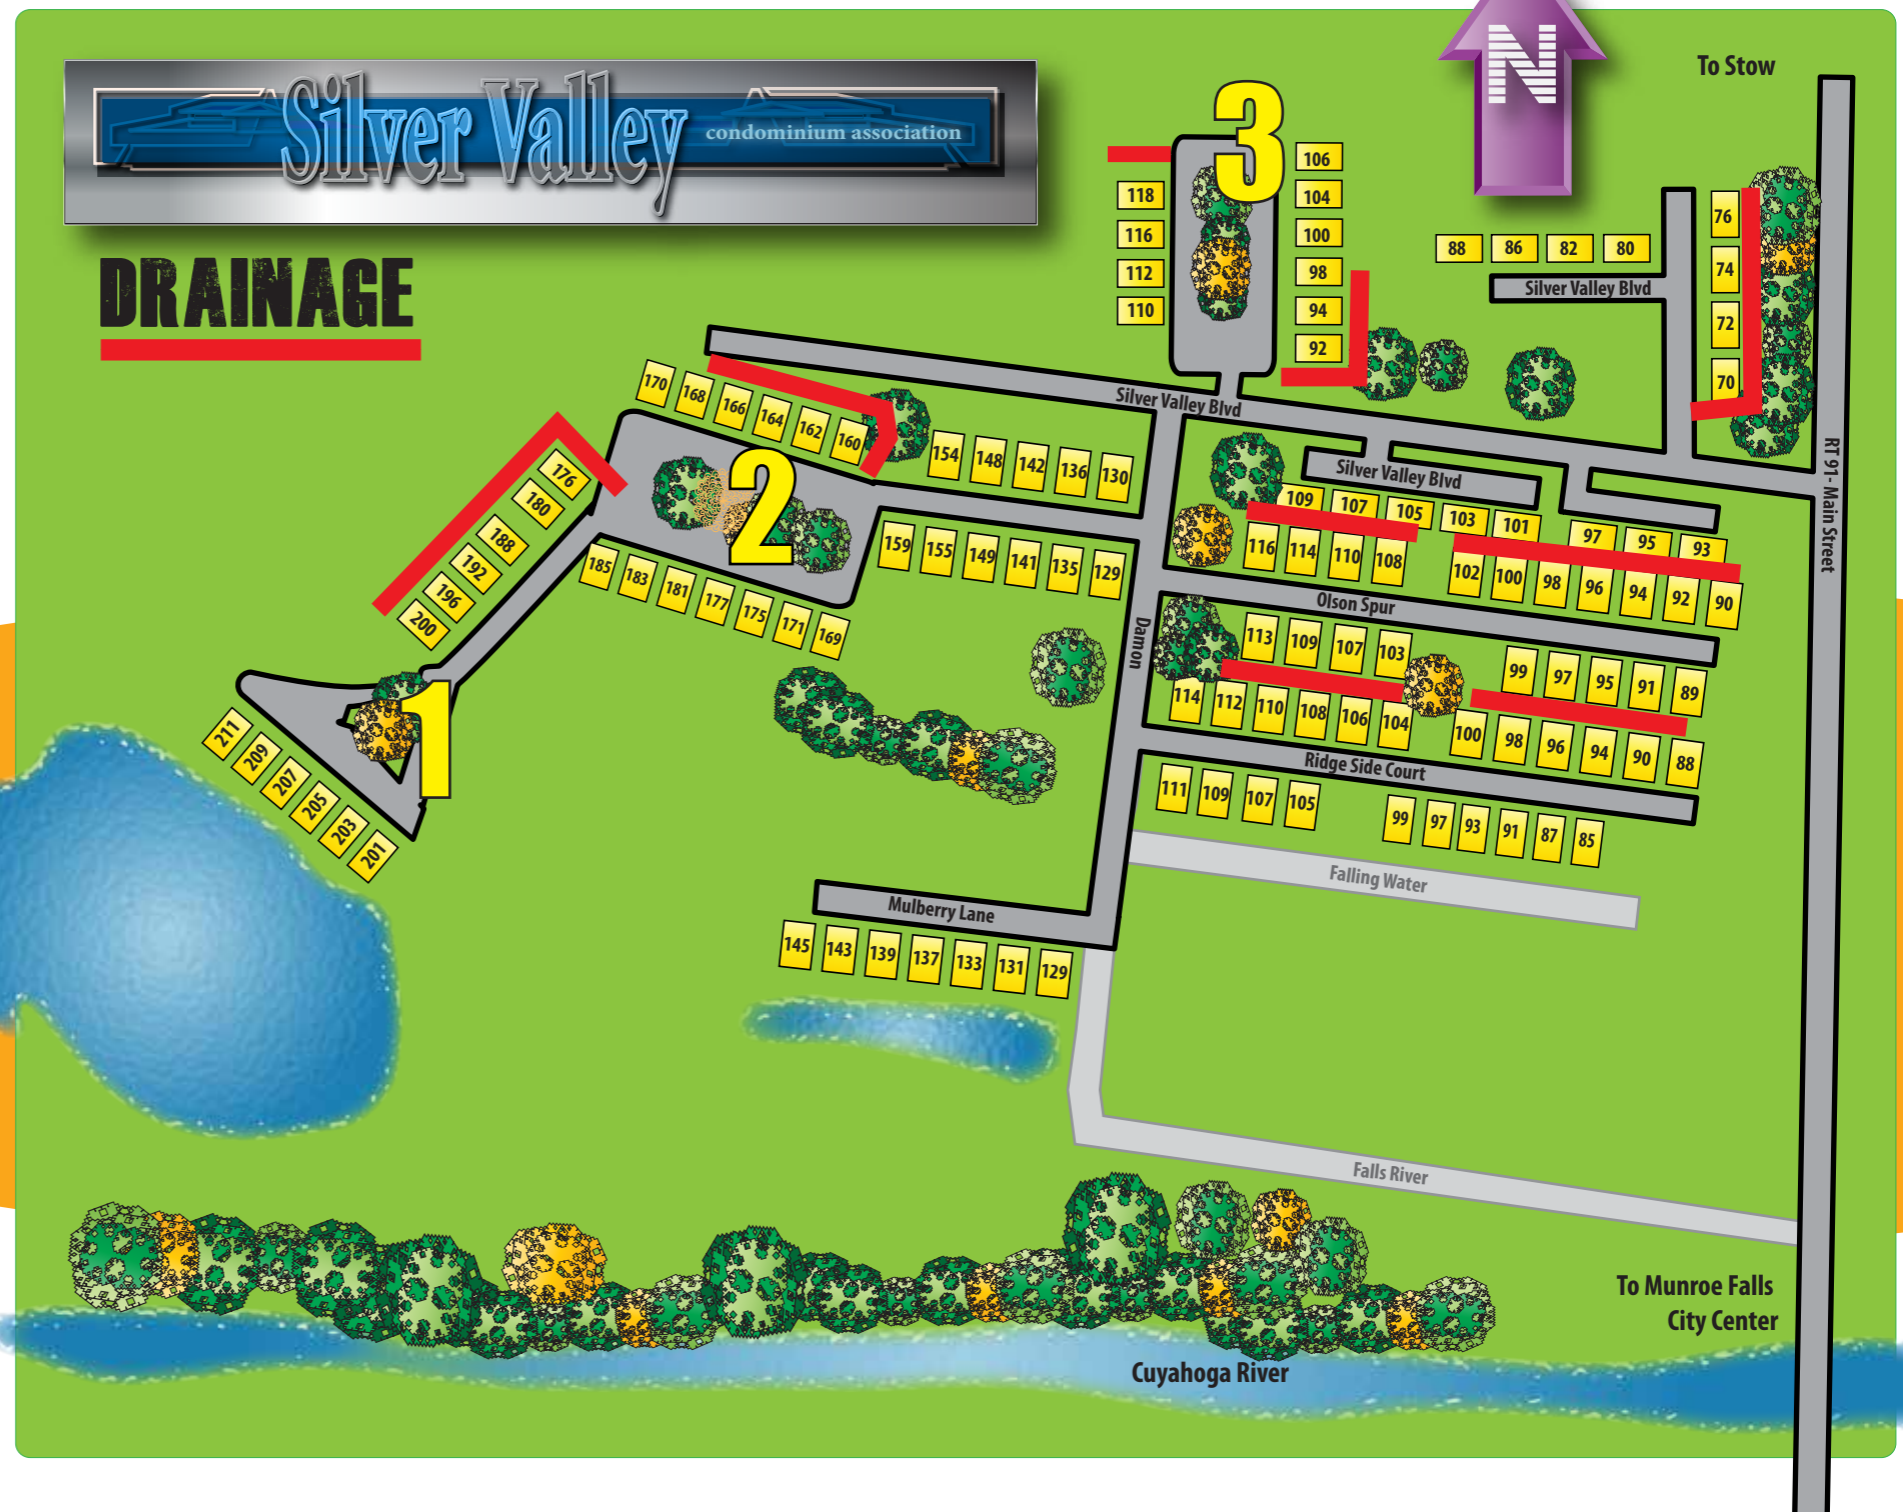 Silver Valley condominium association
DRAINAGE
N
To Stow
3
106
104
100
98
94
92
118
116
112
110
88 86 82 80
Silver Valley Blvd
76
74
72
70
RT 91- Main Street
Silver Valley Blvd
170 168 166 164 162 160
154 148 142 136 130
2
176
180
188
192
196
200
185 183 181 177 175 171 169
159 155 149 141 135 129
Silver Valley Blvd
109 107 105 103 101 97 95 93
116 114 110 108 102 100 98 96 94 92 90
Olson Spur
Damon
113 109 107 103 99 97 95 91 89
114 112 110 108 106 104 100 98 96 94 90 88
Ridge Side Court
111 109 107 105 99 97 93 91 87 85
1
211
209
207
205
203
201
Falling Water
Mulberry Lane
145 143 139 137 133 131 129
Falls River
To Munroe Falls
City Center
Cuyahoga River